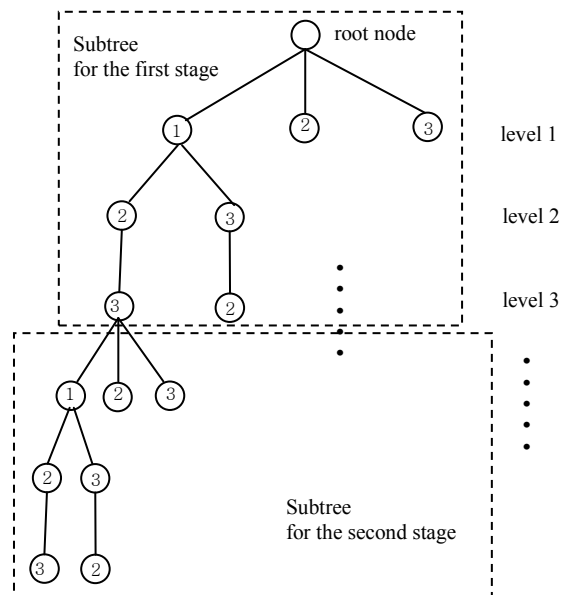 root node
Subtree
for the first stage
1
2
3
level 1
2
3
level 2
3
2
level 3
1
2
3
2
3
Subtree
for the second stage
3
2